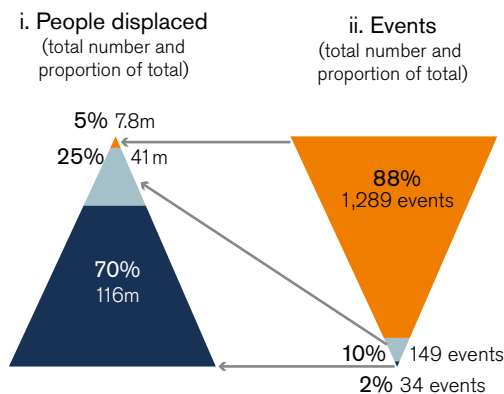 i. People displaced
(total number and
proportion of total)
5% 7.8m
25% 41m
70%
116m
ii. Events
(total number and
proportion of total)
88%
1,289 events
10% 149 events
2% 34 events